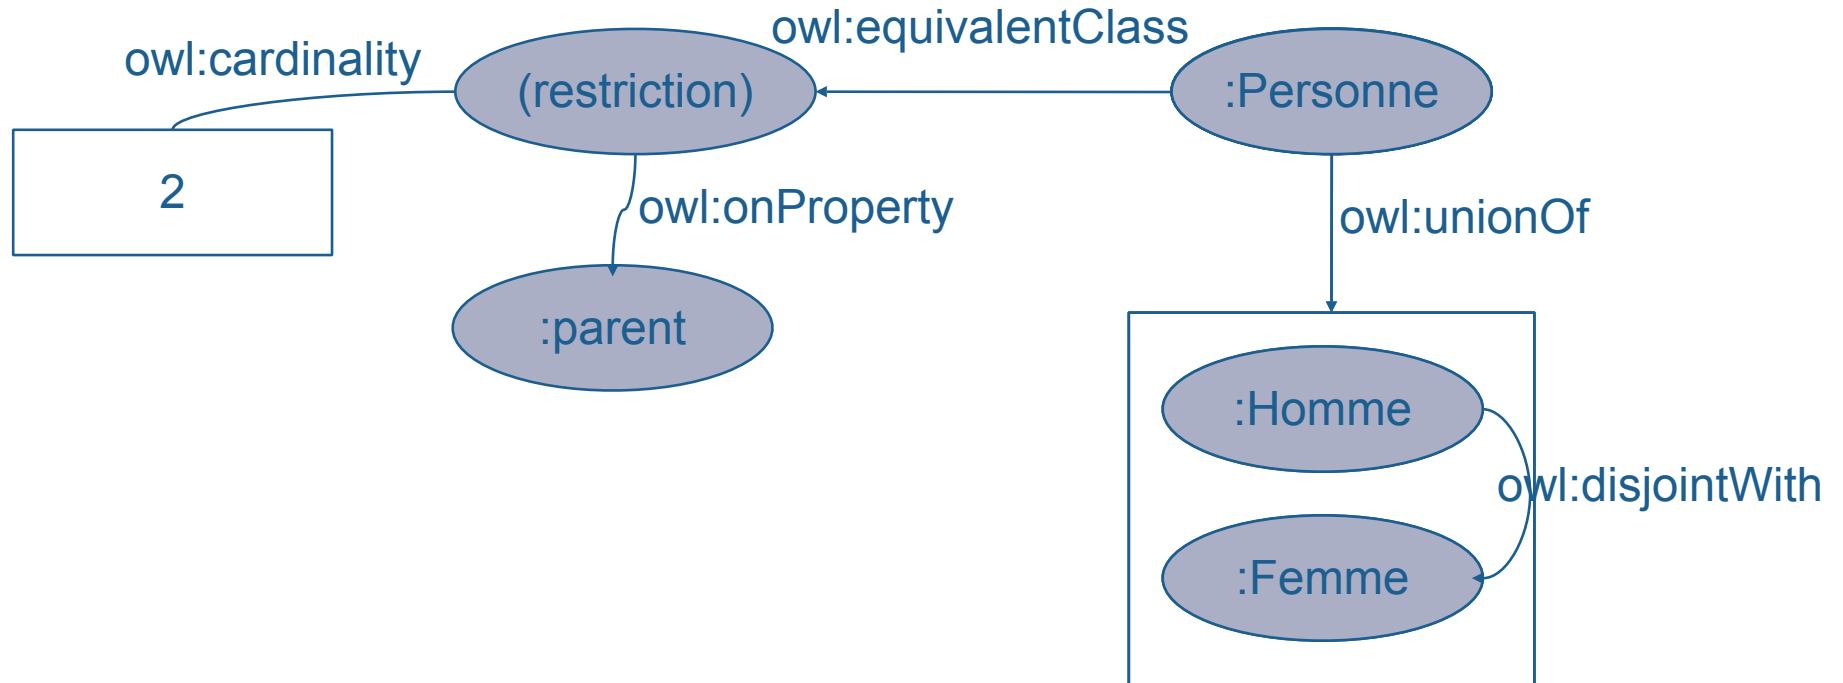 owl:equivalentClass
owl:cardinality
(restriction)
:Personne
2
owl:onProperty
owl:unionOf
:parent
:Homme
owl:disjointWith
:Femme